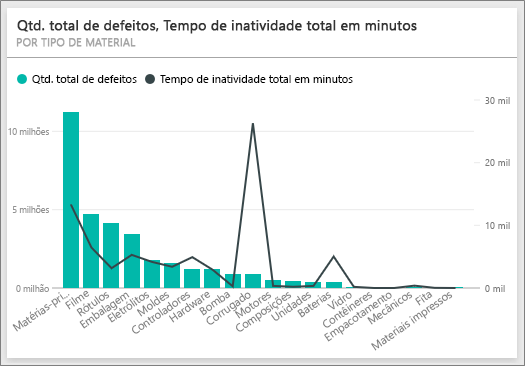 Qtd. total de defeitos, Tempo de inatividade total em minutos
POR TIPO DE MATERIAL
Qtd. total de defeitos
Tempo de inatividade total em minutos
30 mil
10 milhões
20 mil
5 milhões
10 mil
0 milhão
0 mil
Matérias-pri...
Filme
Rótulos
Embalagem
Eletrólitos
Moldes
Controladores
Hardware
Bomba
Corrugado
Motores
Composições
Unidades
Baterias
Vidro
Contêineres
Empacotamento
Mecânicos
Fita
Materiais impressos